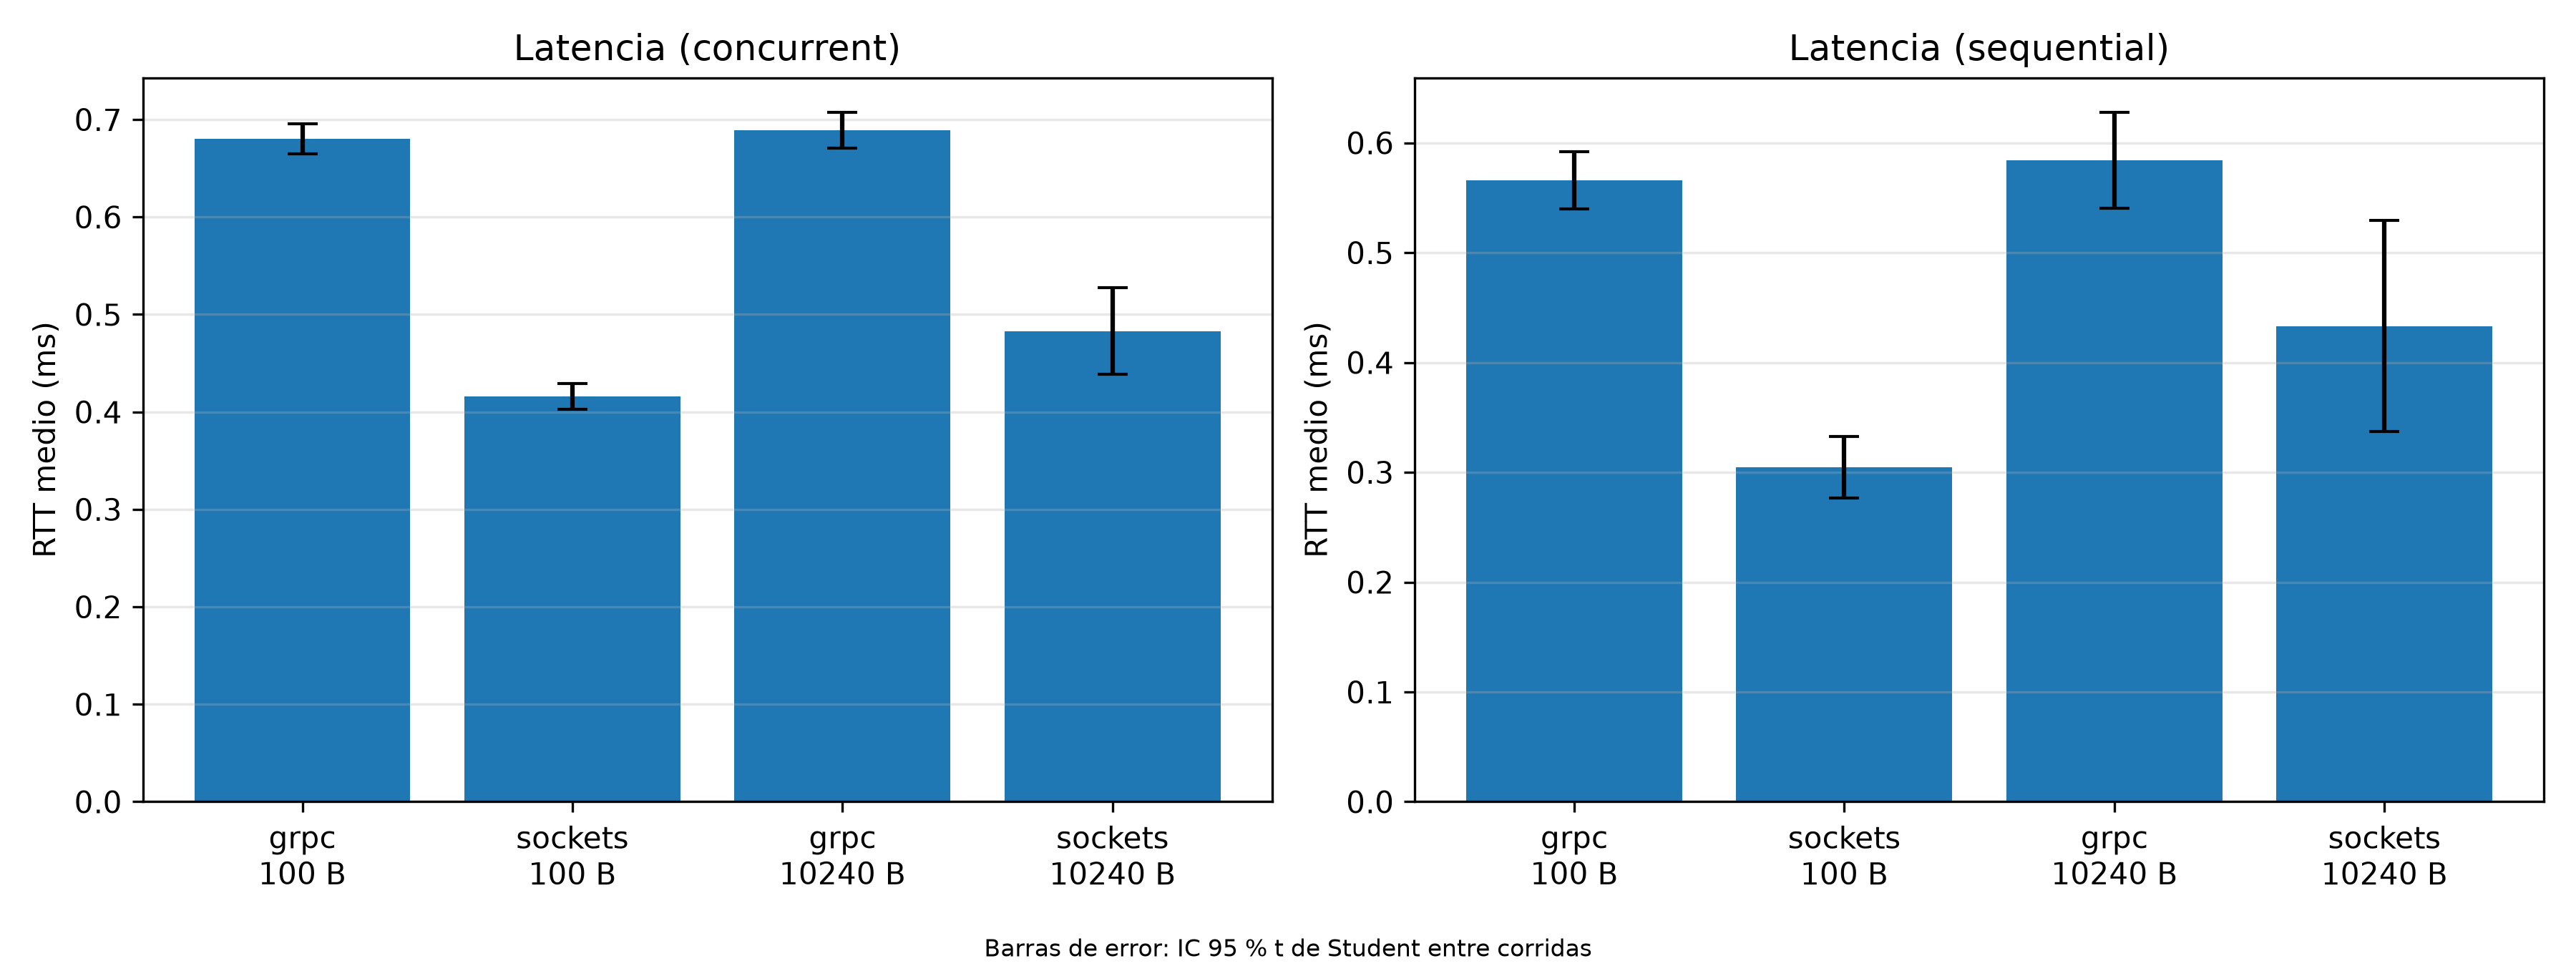 Latencia (concurrent)
RTT medio (ms)
0.7
0.6
0.5
0.4
0.3
0.2
0.1
0.0
grpc
100 B
sockets
100 B
grpc
10240 B
sockets
10240 B
Latencia (sequential)
RTT medio (ms)
0.6
0.5
0.4
0.3
0.2
0.1
0.0
grpc
100 B
sockets
100 B
grpc
10240 B
sockets
10240 B
Barras de error: IC 95 % t de Student entre corridas